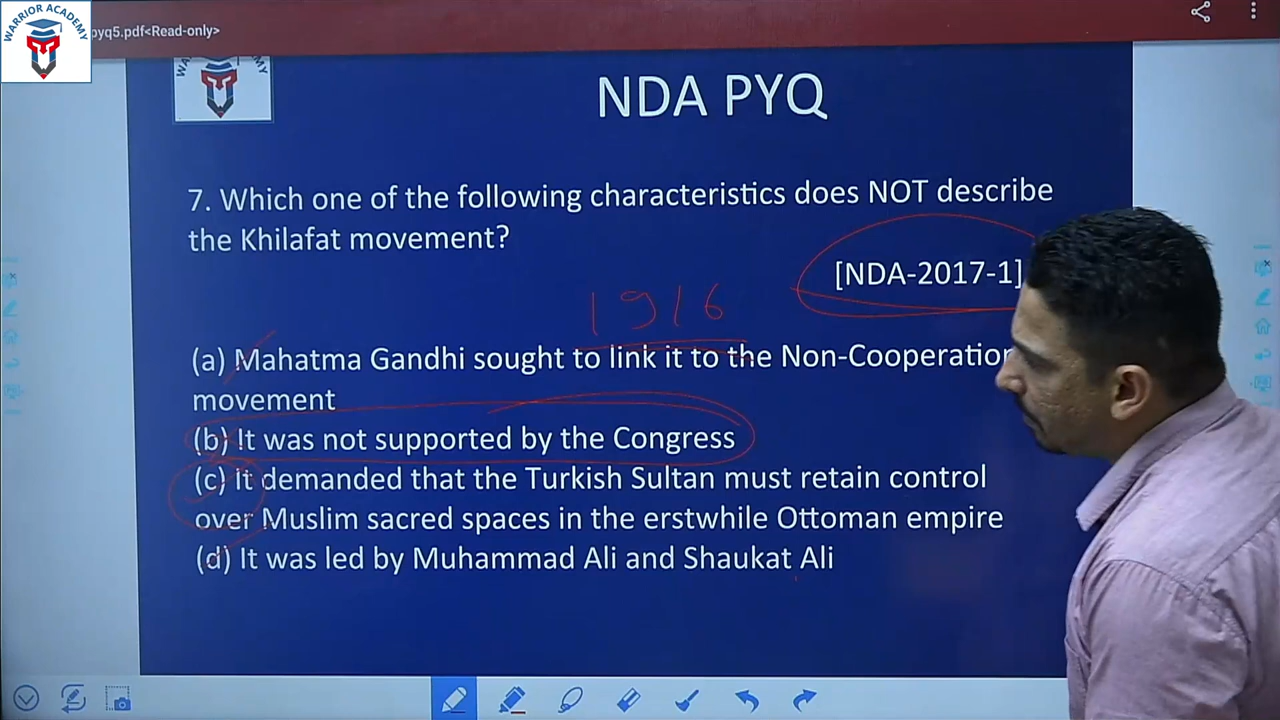 WARRIOR ACADEMY
pyq5.pdf<Read-only>
NDA PYQ
7. Which one of the following characteristics does NOT describe
the Khilafat movement?
[NDA-2017-1]
1916
(a) Mahatma Gandhi sought to link it to the Non-Cooperation
movement
(b) It was not supported by the Congress
(c) It demanded that the Turkish Sultan must retain control
over Muslim sacred spaces in the erstwhile Ottoman empire
(d) It was led by Muhammad Ali and Shaukat Ali